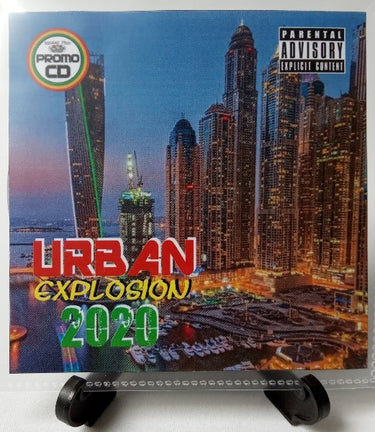 PROMO
CD
PARENTAL
ADVISORY
EXPLICIT CONTENT
URBAN
EXPLOSION
2020